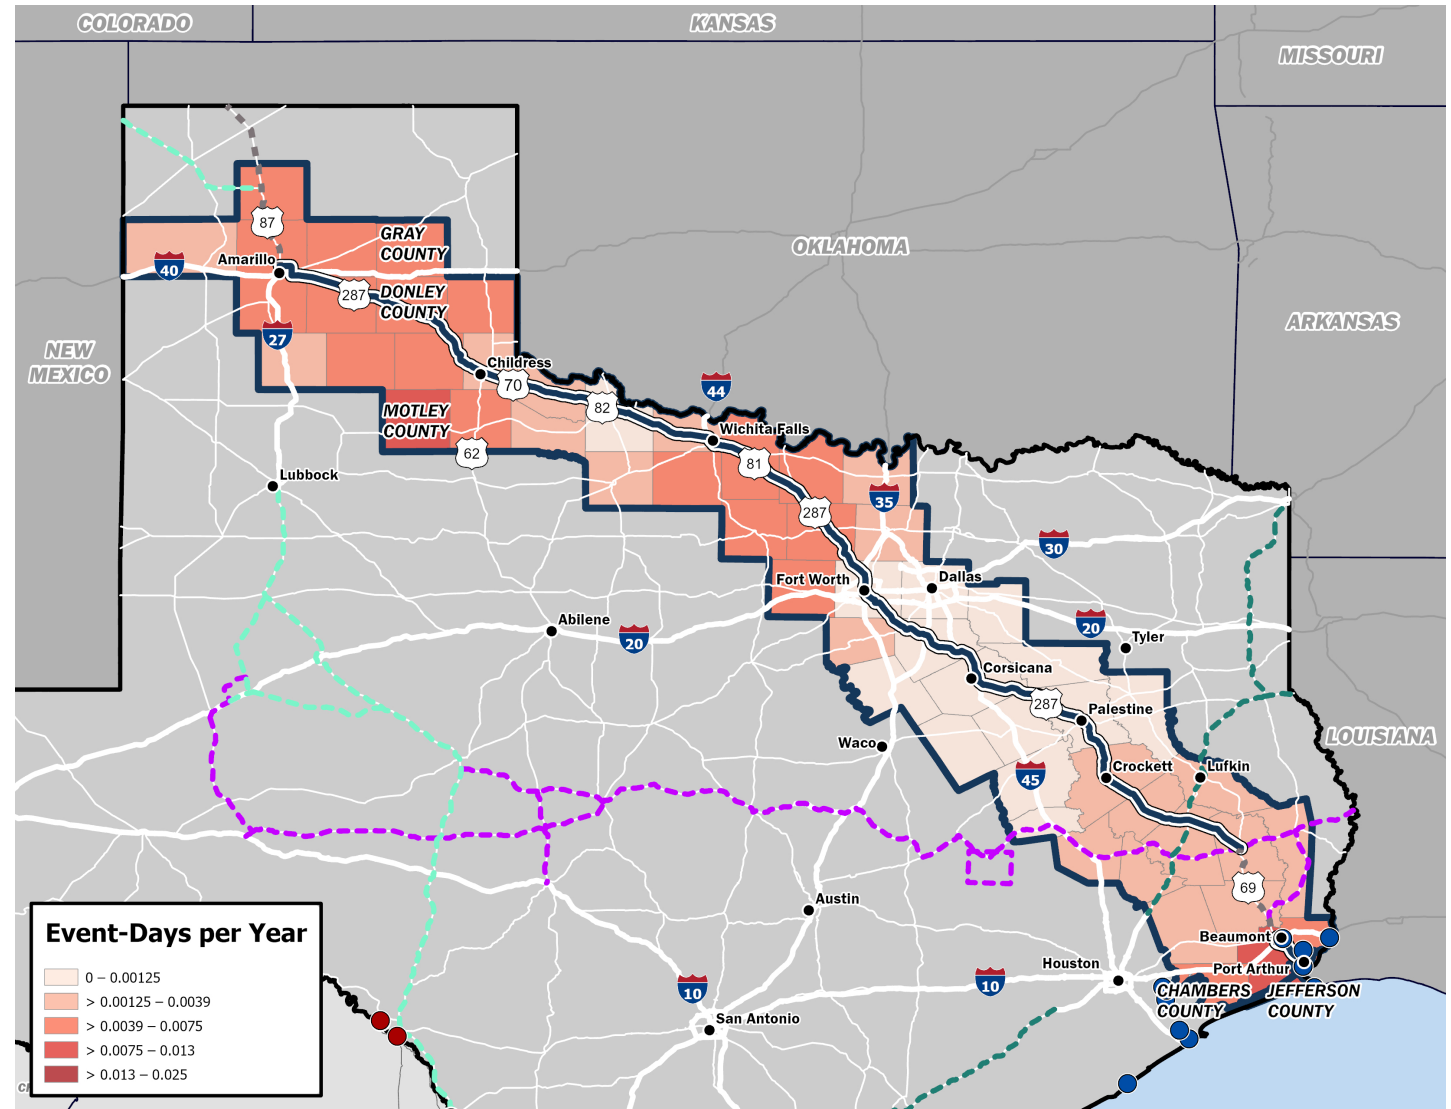 COLORADO
KANSAS
MISSOURI
87
GRAY
COUNTY
OKLAHOMA
Amarillo
40
287
DONLEY
COUNTY
27
NEW
MEXICO
ARKANSAS
Childress
70
44
82
MOTLEY
COUNTY
Wichita Falls
62
81
Lubbock
35
287
30
Fort Worth
Dallas
Abilene
20
20
Tyler
Corsicana
287
Palestine
Waco
LOUISIANA
45
Crockett
Lufkin
69
Austin
Beaumont
Houston
Port Arthur
10
10
CHAMBERS
COUNTY
JEFFERSON
COUNTY
San Antonio
Event-Days per Year
0 – 0.00125
> 0.00125 – 0.0039
> 0.0039 – 0.0075
> 0.0075 – 0.013
> 0.013 – 0.025